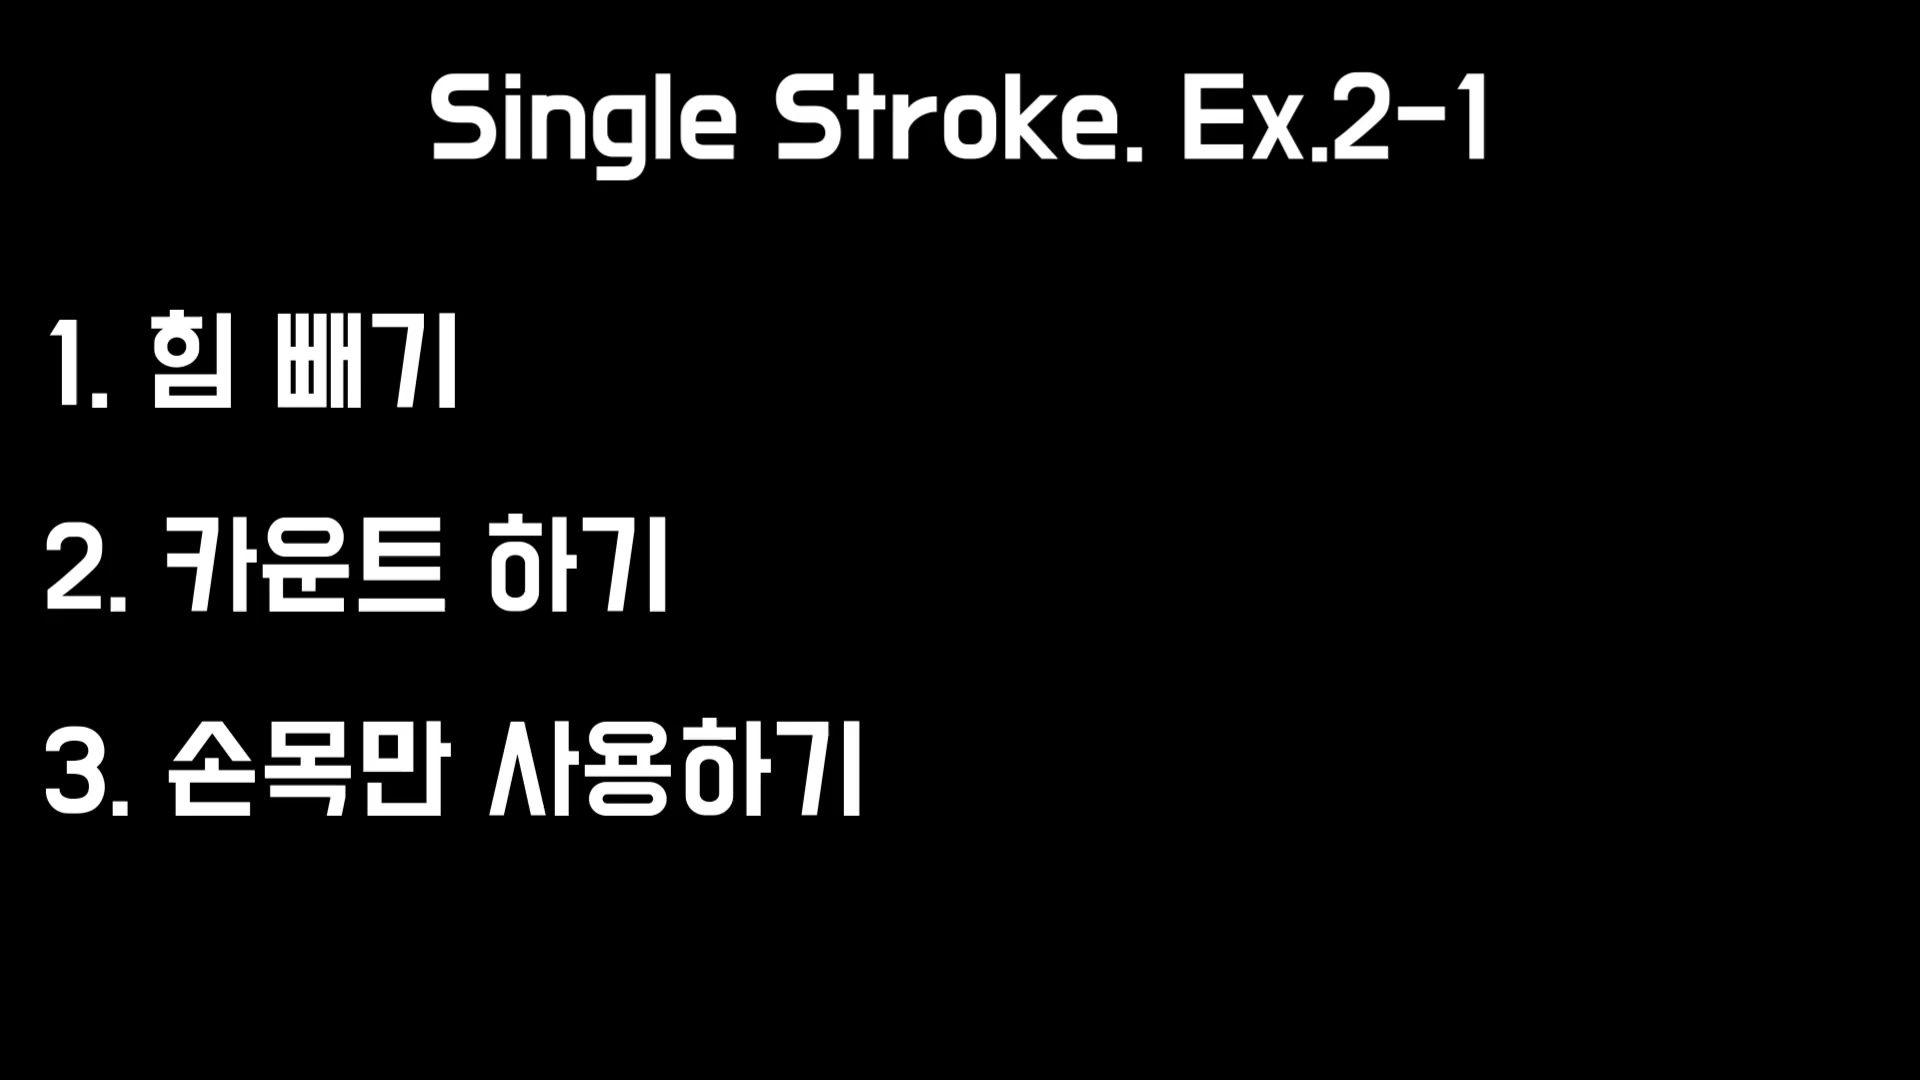 Single Stroke. Ex.2-1
1. 힘 빼기
2. 카운트 하기
3. 손목만 사용하기